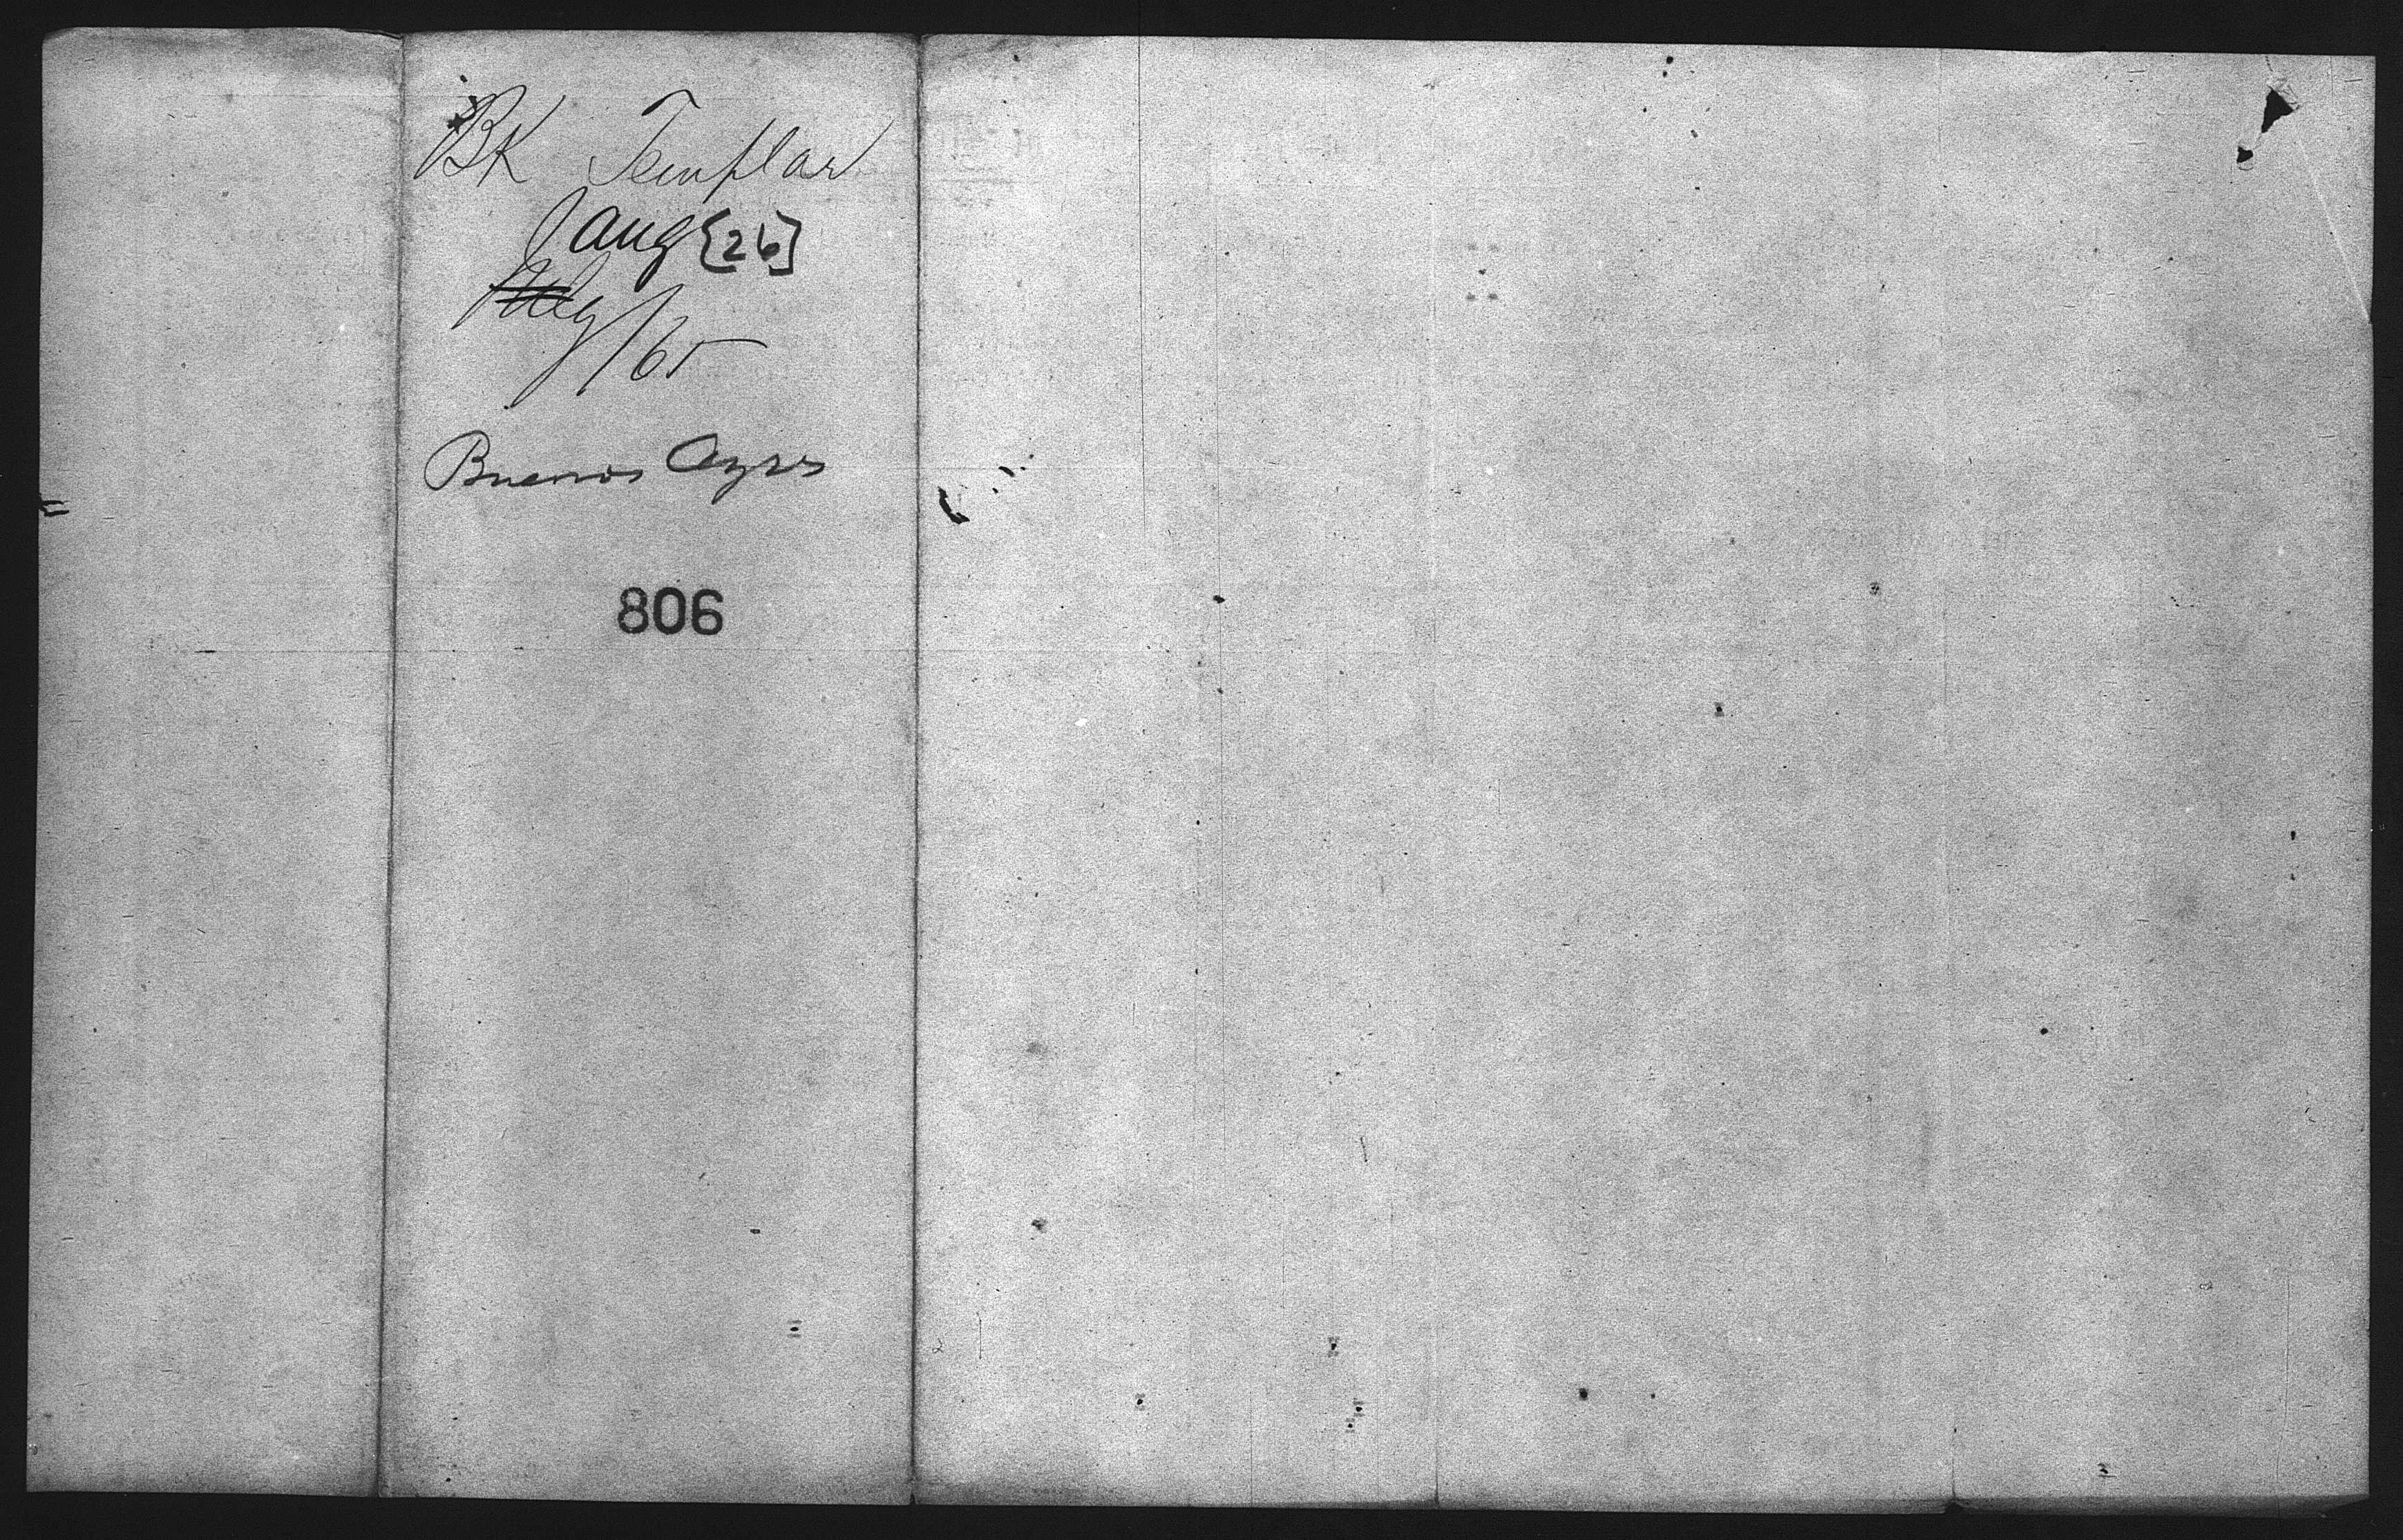 BK Templar
Aug [26]
July/65
Buenos Ayres
806